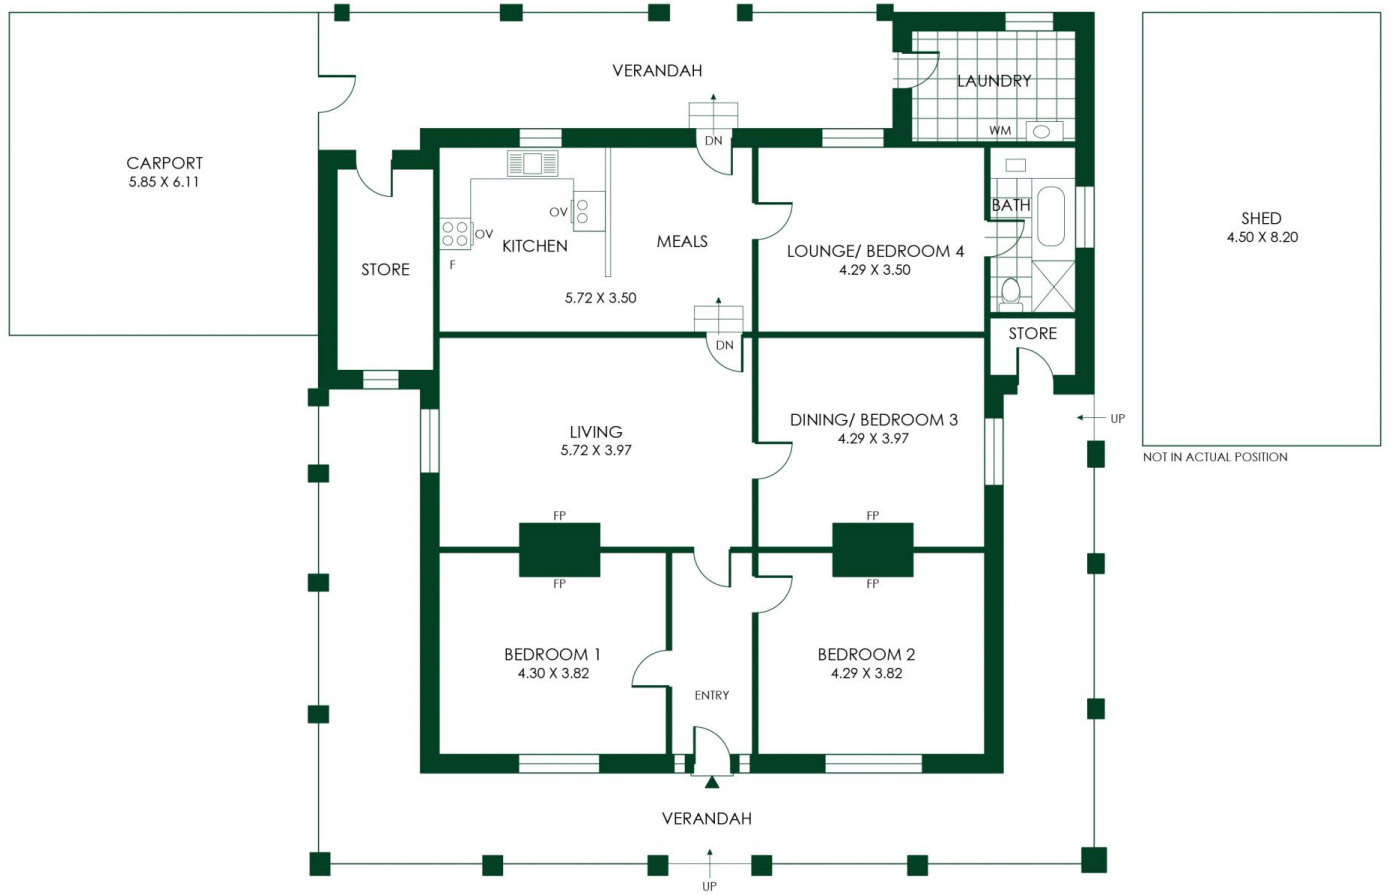 VERANDAH
LAUNDRY
WM
DN
CARPORT
5.85 X 6.11
STORE
OV
OV
KITCHEN
F
MEALS
5.72 X 3.50
LOUNGE/ BEDROOM 4
4.29 X 3.50
BATH
SHED
4.50 X 8.20
NOT IN ACTUAL POSITION
STORE
DN
UP
LIVING
5.72 X 3.97
DINING/ BEDROOM 3
4.29 X 3.97
FP
FP
FP
FP
BEDROOM 1
4.30 X 3.82
ENTRY
BEDROOM 2
4.29 X 3.82
VERANDAH
UP